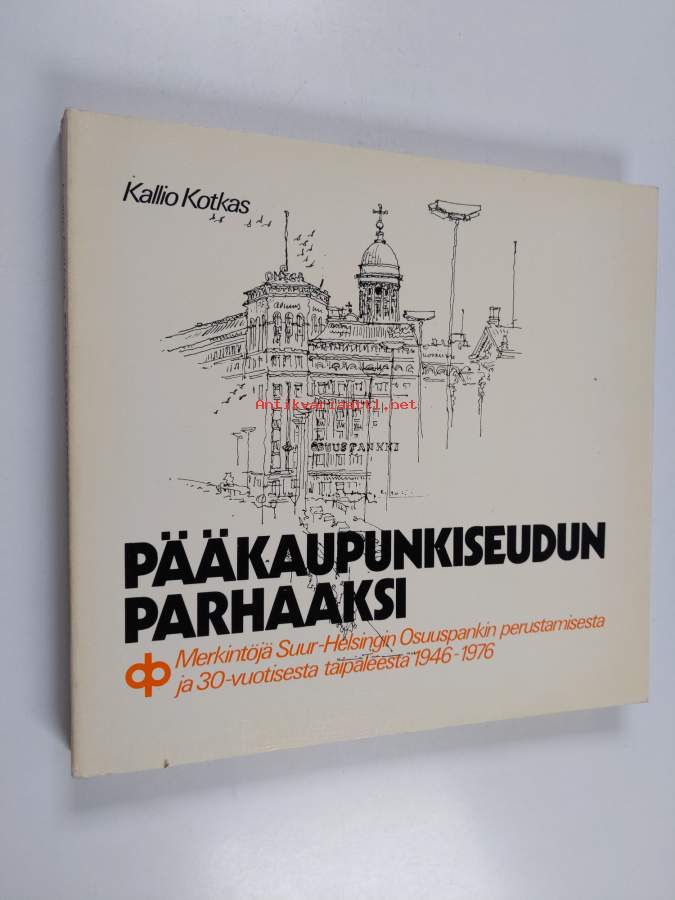 Kallio Kotkas
OMEGA
Antikvariaatti.net
OSUUSPANKKI
PÄÄKAUPUNKISEUDUN
PARHAAKSI
Merkintöjä Suur-Helsingin Osuuspankin perustamisesta
ja 30-vuotisesta taipaleesta 1946-1976